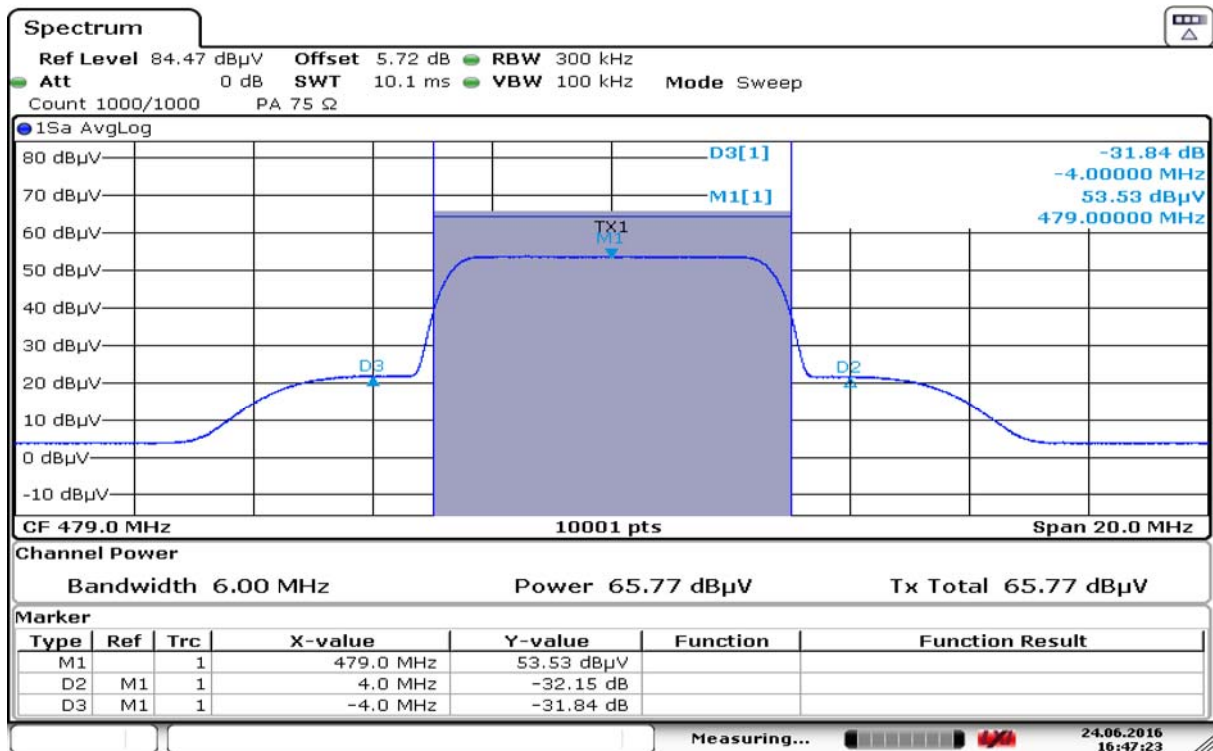 Spectrum
Ref Level 84.47 dBµV Offset 5.72 dB RBW 300 kHz
Att 0 dB SWT 10.1 ms VBW 100 kHz Mode Sweep
Count 1000/1000 PA 75 Ω
1Sa AvgLog
80 dBµV
D3[1] -31.84 dB
-4.00000 MHz
70 dBµV
M1[1] 53.53 dBµV
479.00000 MHz
60 dBµV
TX1
M1
50 dBµV
40 dBµV
30 dBµV
D3 D2
20 dBµV
10 dBµV
0 dBµV
-10 dBµV
CF 479.0 MHz 10001 pts Span 20.0 MHz
Channel Power
Bandwidth 6.00 MHz Power 65.77 dBµV Tx Total 65.77 dBµV
Marker
Type Ref Trc X-value Y-value Function Function Result
M1 1 479.0 MHz 53.53 dBµV
D2 M1 1 4.0 MHz -32.15 dB
D3 M1 1 -4.0 MHz -31.84 dB
Measuring... 24.06.2016
16:47:23